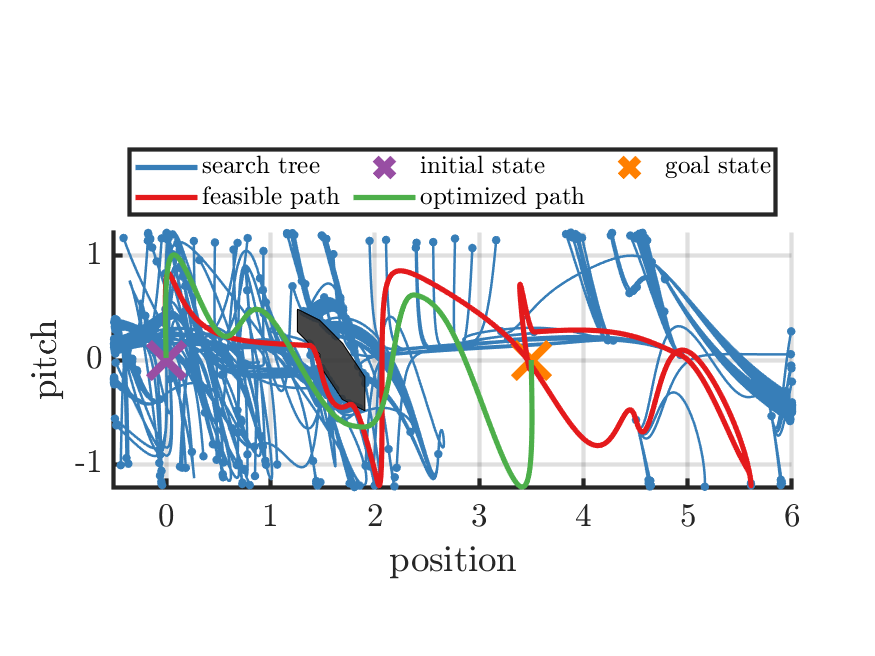 search tree initial state goal state
feasible path optimized path
pitch
1
0
-1
0 1 2 3 4 5 6
position